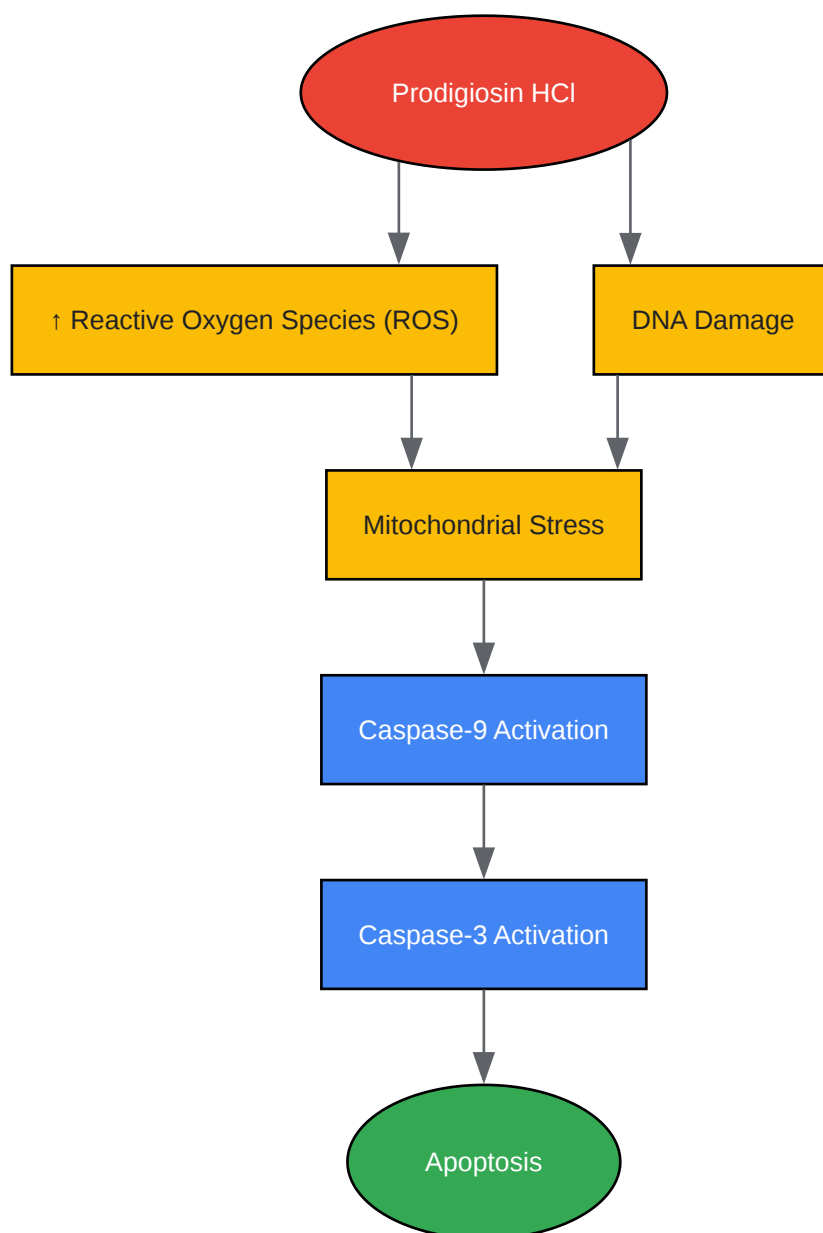 Prodigiosin HCl
↑ Reactive Oxygen Species (ROS)
DNA Damage
Mitochondrial Stress
Caspase-9 Activation
Caspase-3 Activation
Apoptosis